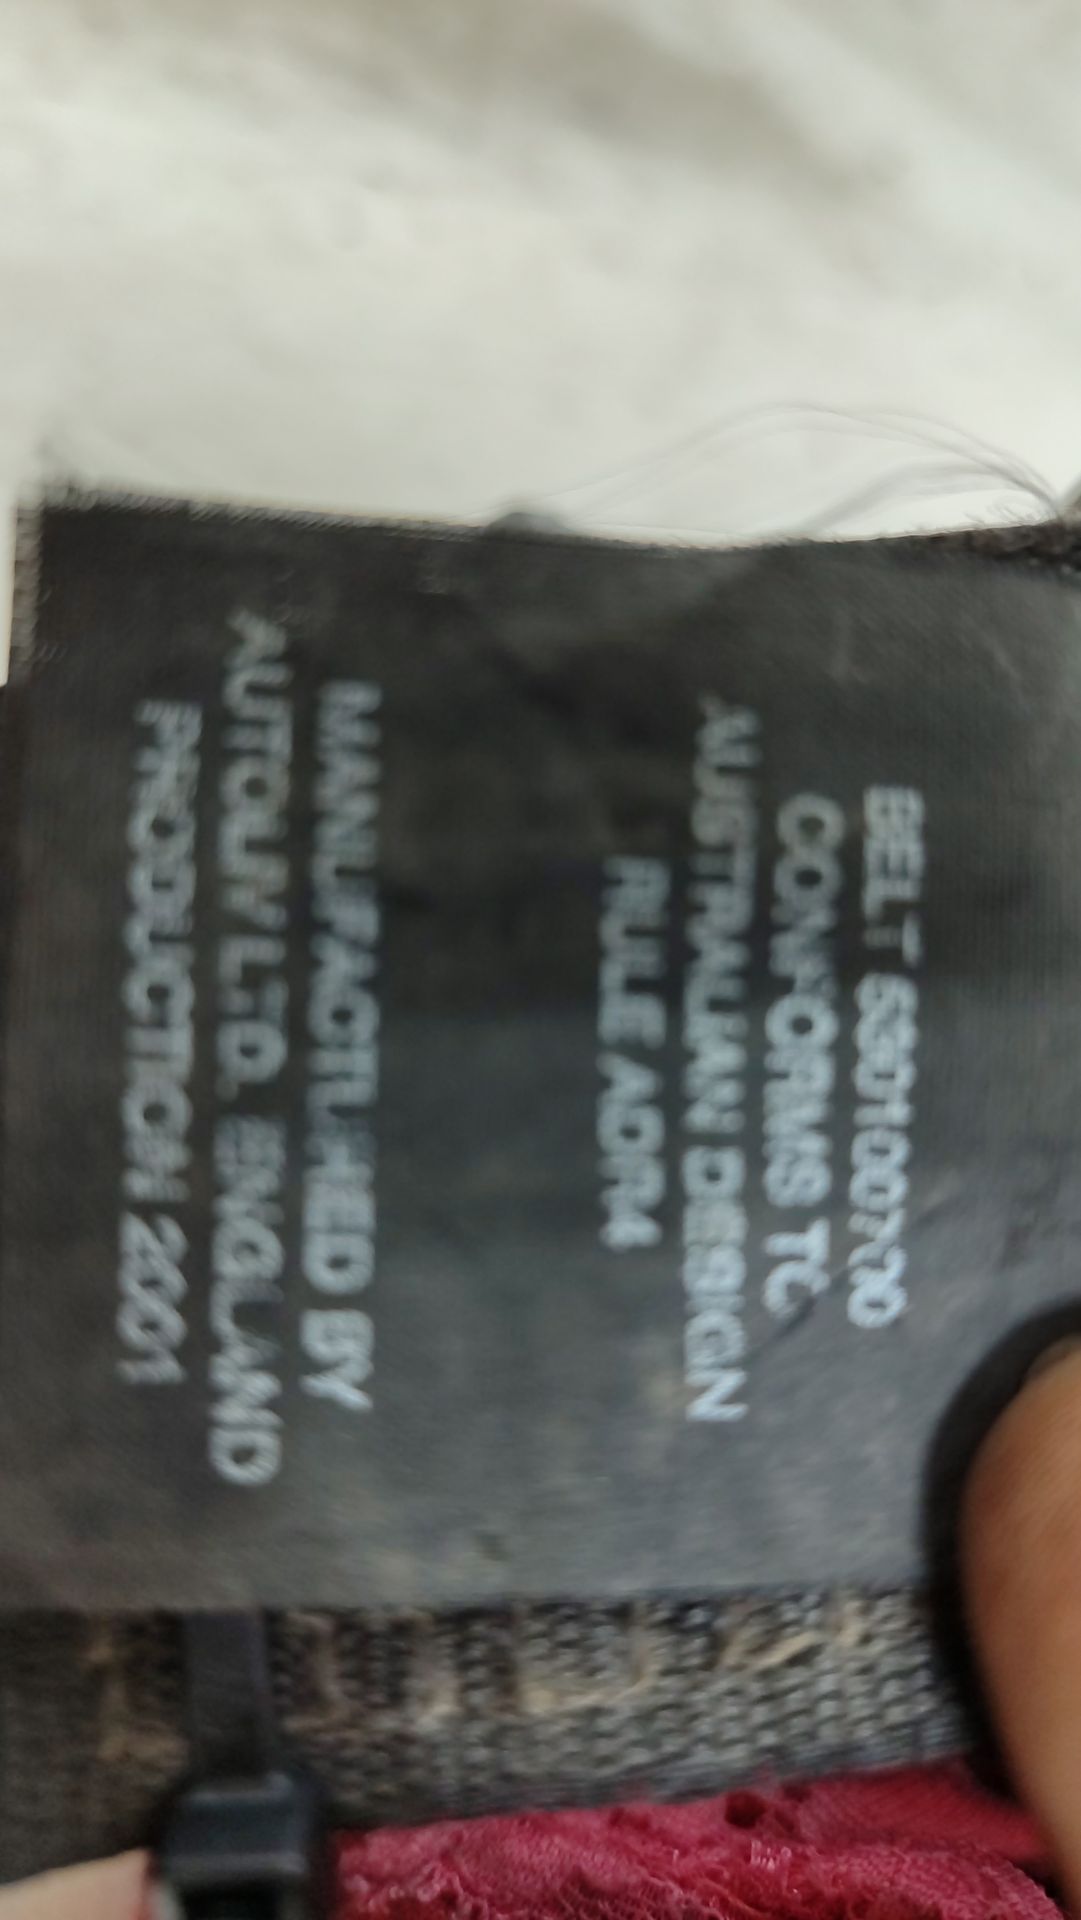 BELT
CONFORMS TO
AUSTRALIAN DESIGN
RULE ADR4
MANUFACTURED BY
AUTOLIV LTD. ENGLAND
PRODUCTION 2001